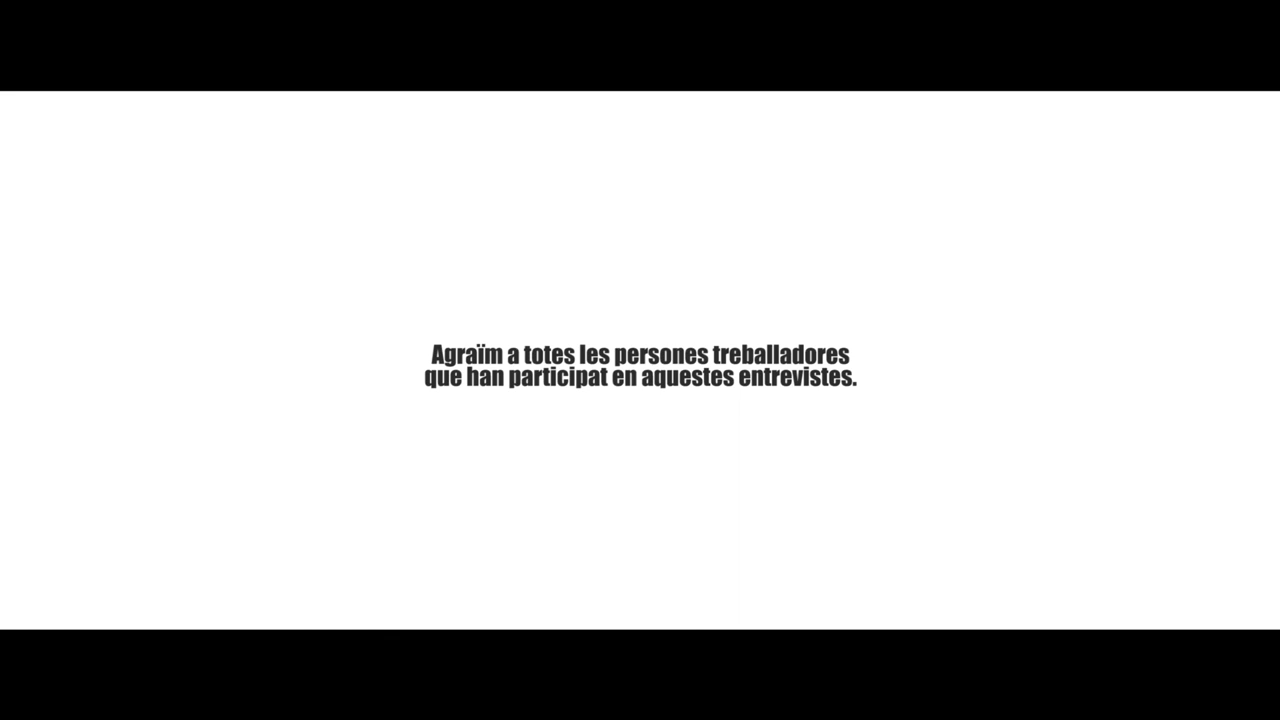 Agraïm a totes les persones treballadores
que han participat en aquestes entrevistes.